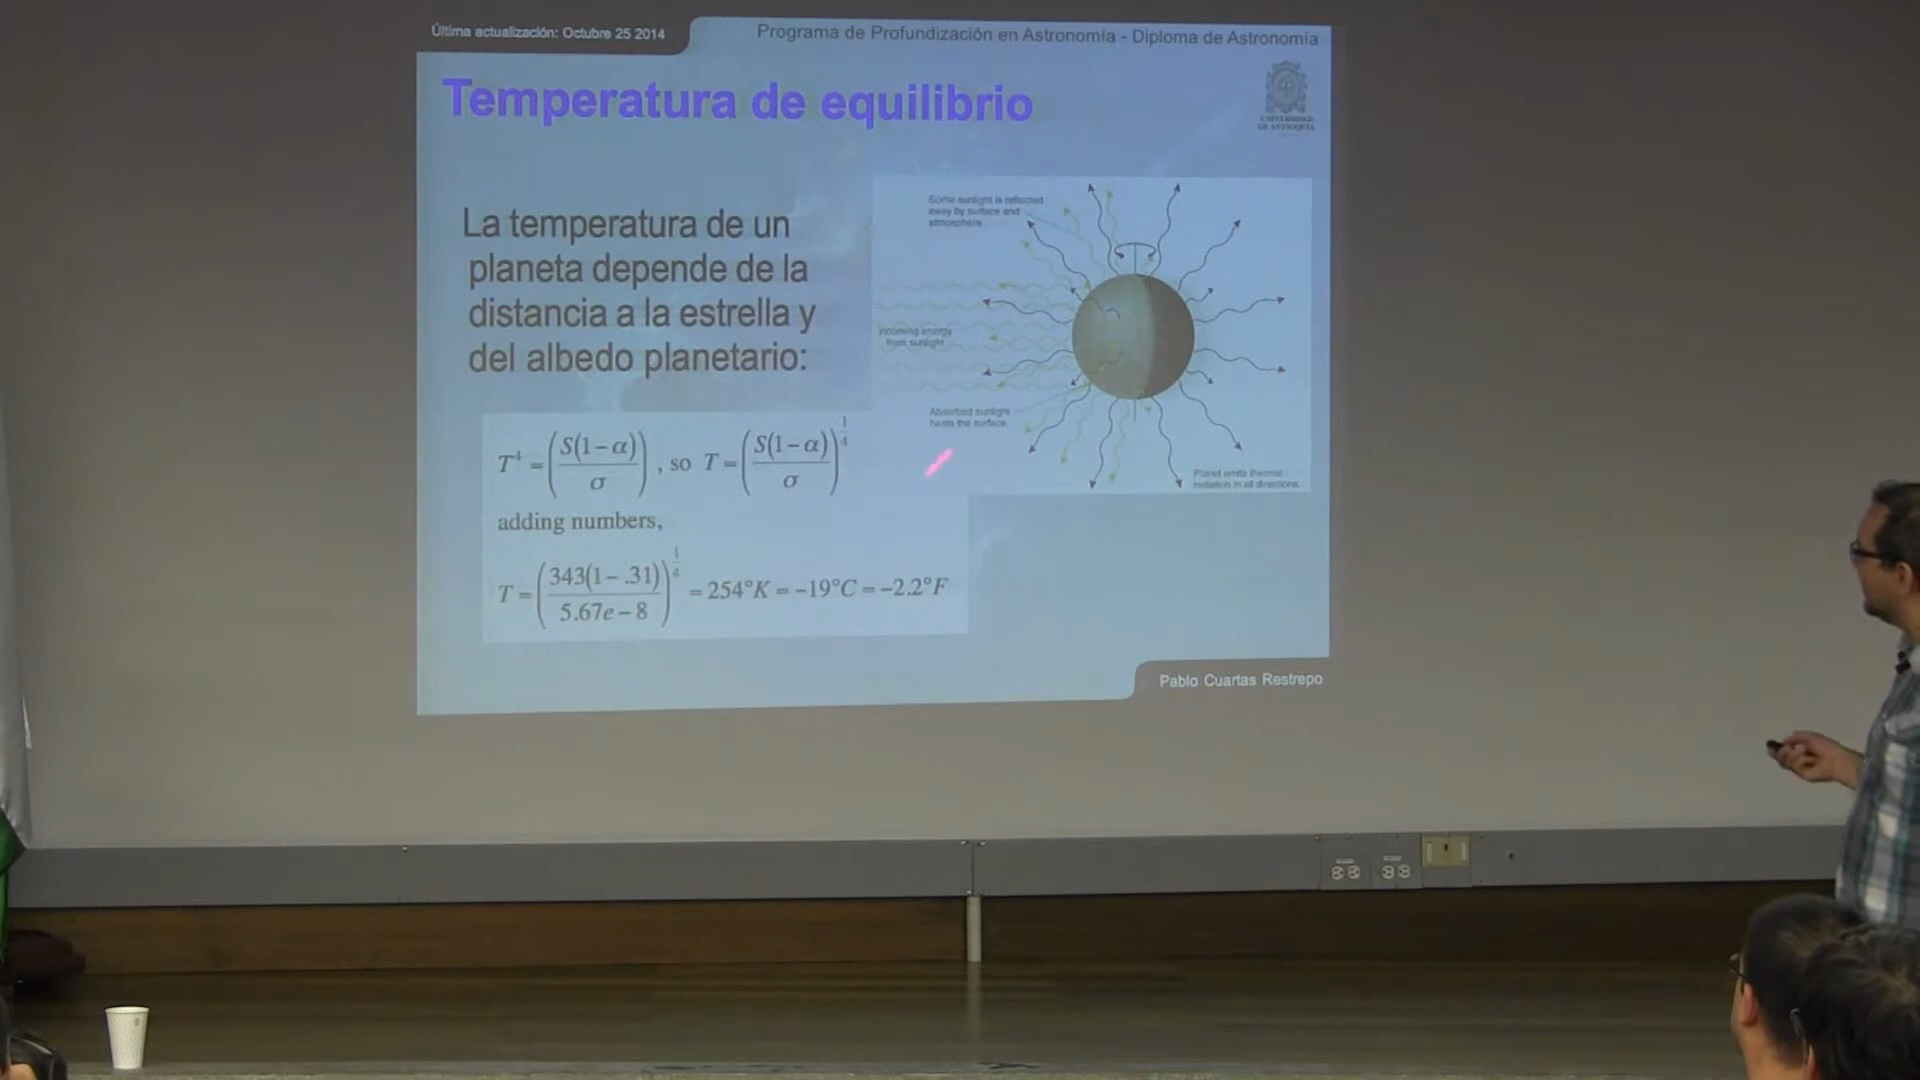 Última actualización: Octubre 25 2014
Programa de Profundización en Astronomía - Diploma de Astronomía
Temperatura de equilibrio
UNIVERSIDAD
DE ANTIOQUIA
La temperatura de un
planeta depende de la
distancia a la estrella y
del albedo planetario:
Some sunlight is reflected
away by surface and
atmosphere.
Incoming energy
from sunlight
Absorbed sunlight
heats the surface.
Planet emits thermal
radiation in all directions.
T⁴ = (S(1−α)/σ), so T = (S(1−α)/σ)^(1/4)
adding numbers,
T = (343(1−.31)/5.67e−8)^(1/4) = 254°K = −19°C = −2.2°F
Pablo Cuartas Restrepo